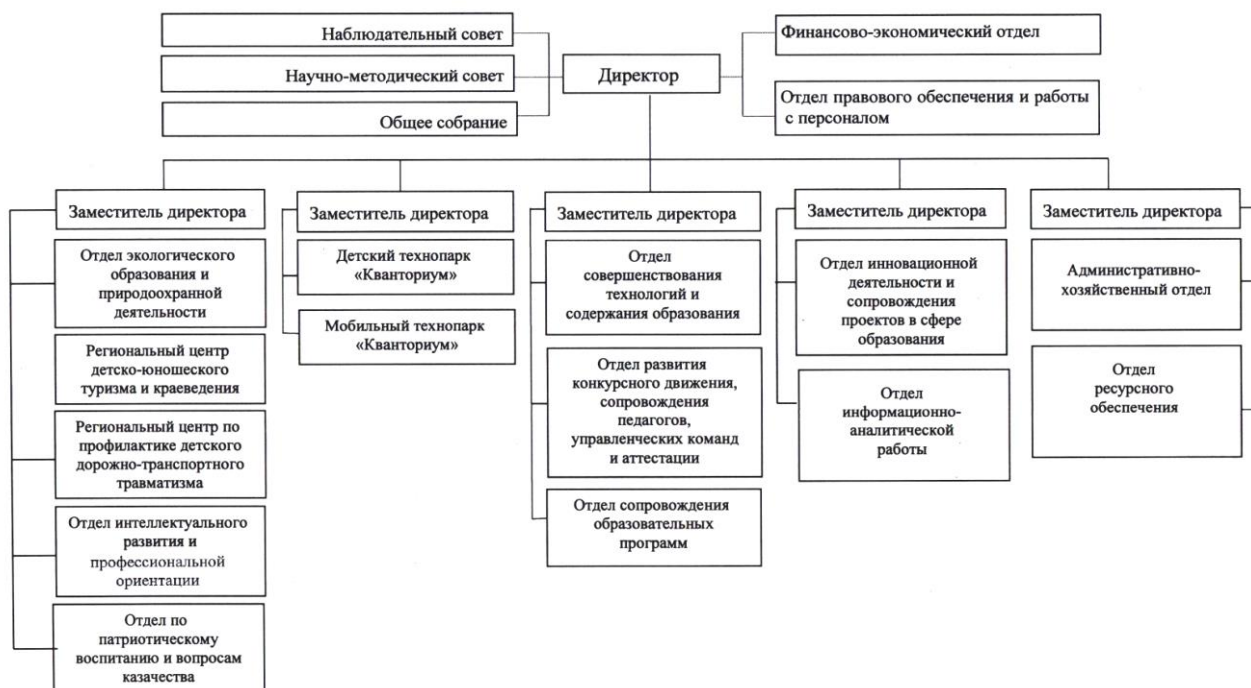 Наблюдательный совет
Научно-методический совет
Общее собрание
Директор
Финансово-экономический отдел
Отдел правового обеспечения и работы
с персоналом
Заместитель директора
Отдел экологического
образования и
природоохранной
деятельности
Региональный центр
детско-юношеского
туризма и краеведения
Региональный центр по
профилактике детского
дорожно-транспортного
травматизма
Отдел интеллектуального
развития и
профессиональной
ориентации
Отдел по
патриотическому
воспитанию и вопросам
казачества
Заместитель директора
Детский технопарк
«Кванториум»
Мобильный технопарк
«Кванториум»
Заместитель директора
Отдел
совершенствования
технологий и
содержания образования
Отдел развития
конкурсного движения,
сопровождения
педагогов,
управленческих команд
и аттестации
Отдел сопровождения
образовательных
программ
Заместитель директора
Отдел инновационной
деятельности и
сопровождения
проектов в сфере
образования
Отдел
информационно-
аналитической
работы
Заместитель директора
Административно-
хозяйственный отдел
Отдел
ресурсного
обеспечения